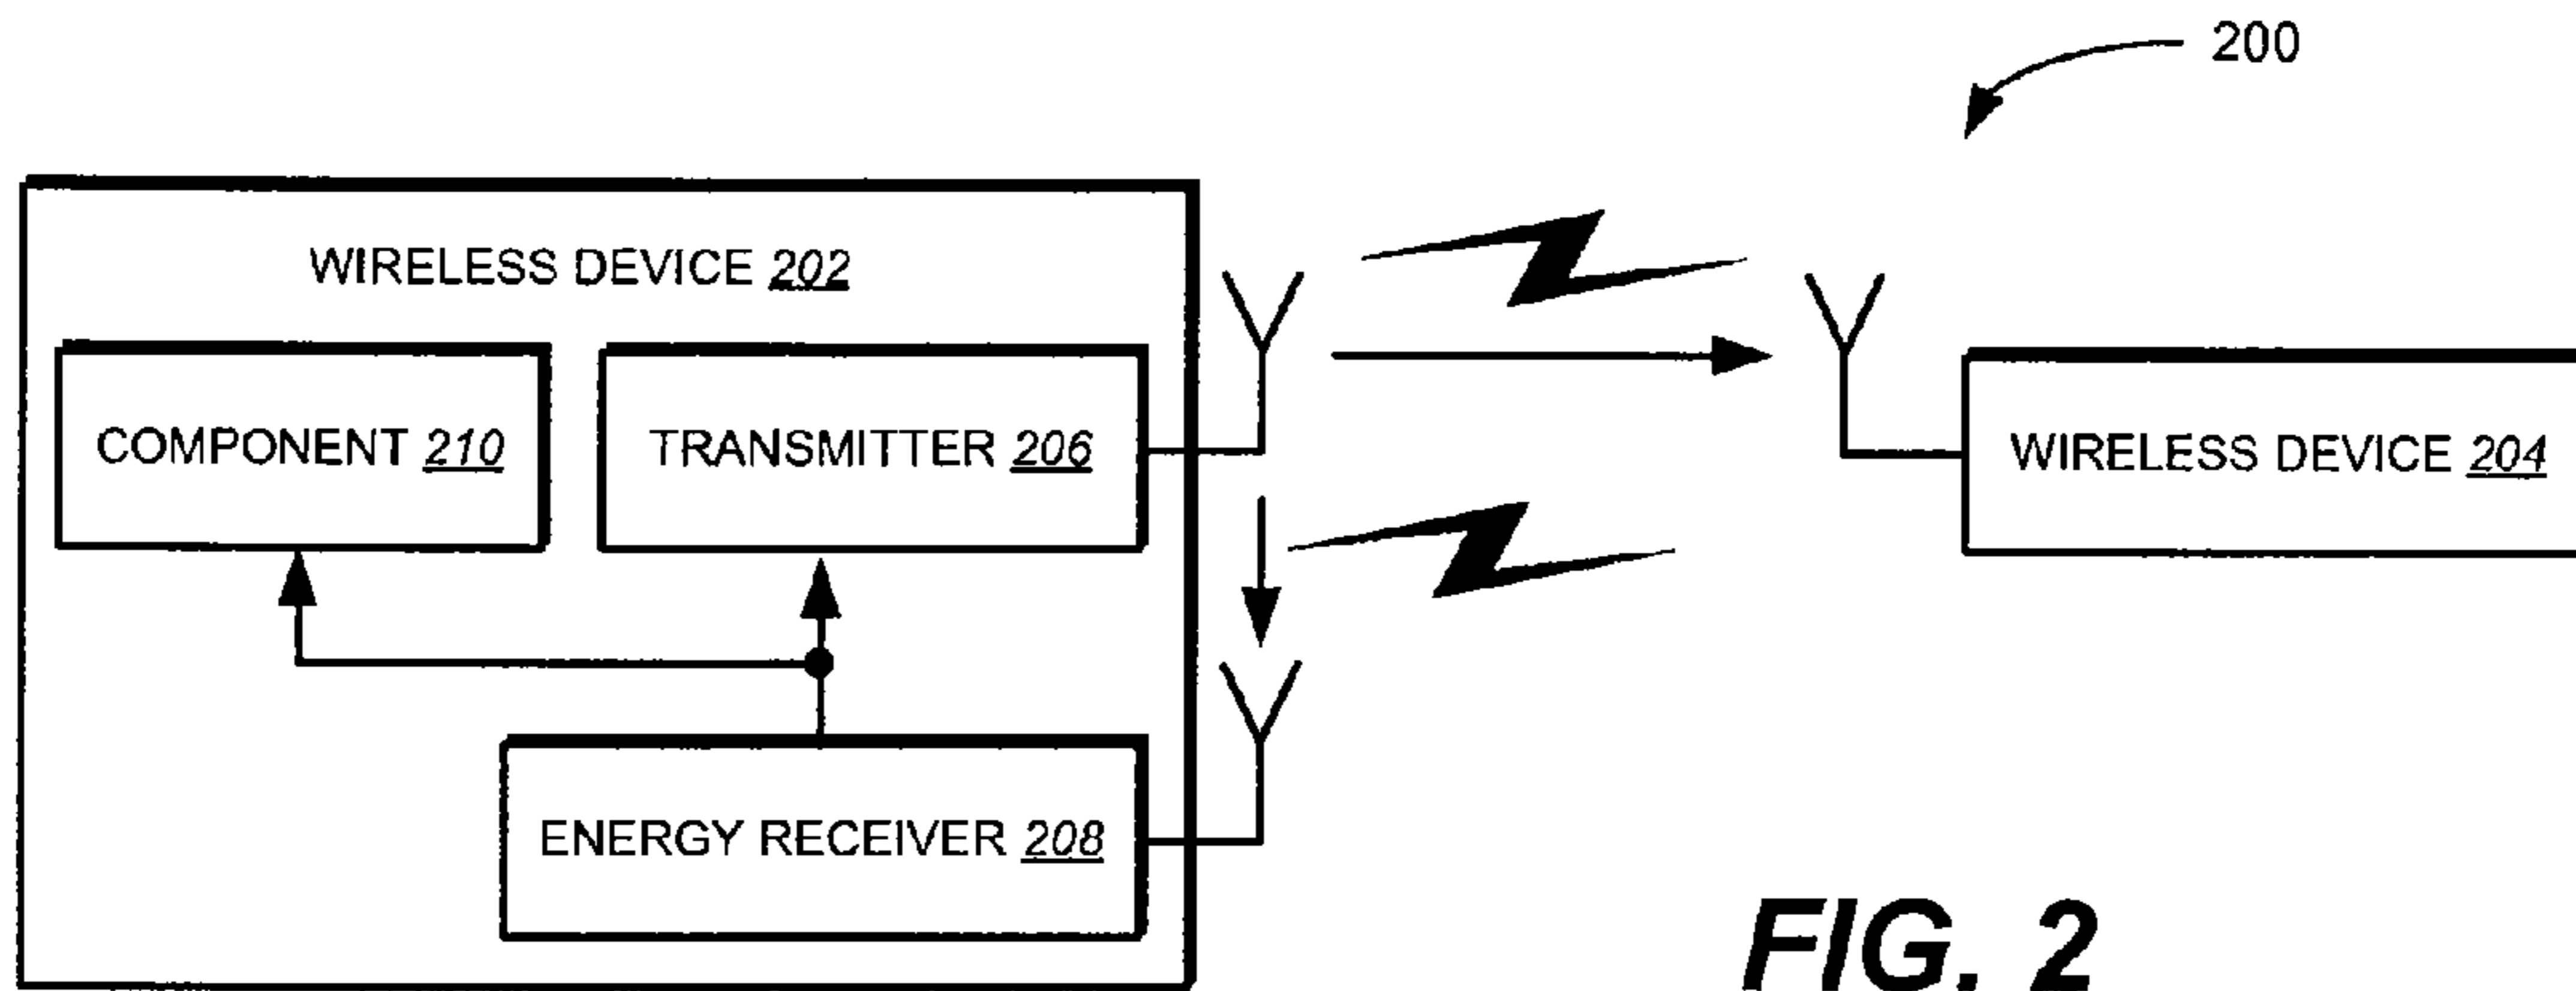 200
WIRELESS DEVICE 202
COMPONENT 210
TRANSMITTER 206
WIRELESS DEVICE 204
ENERGY RECEIVER 208
FIG. 2